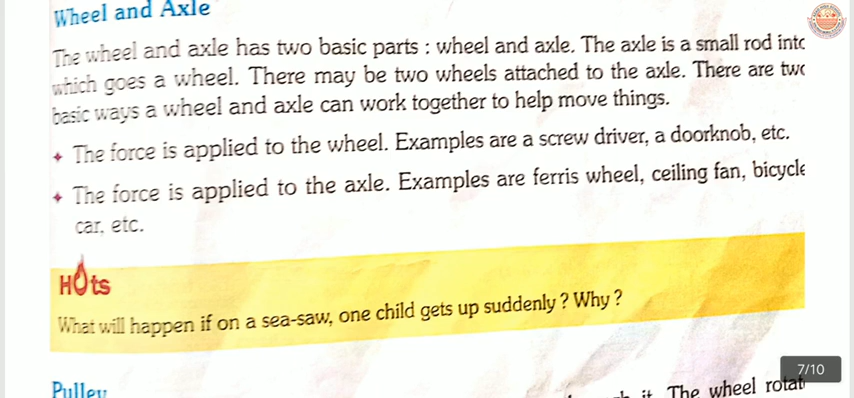 Wheel and Axle
The wheel and axle has two basic parts : wheel and axle. The axle is a small rod into
which goes a wheel. There may be two wheels attached to the axle. There are two
basic ways a wheel and axle can work together to help move things.
The force is applied to the wheel. Examples are a screw driver, a doorknob, etc.
The force is applied to the axle. Examples are ferris wheel, ceiling fan, bicycle
car, etc.
HOts
What will happen if on a sea-saw, one child gets up suddenly ? Why ?
7/10
Pulley
it. The wheel rotat